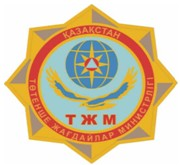 ҚАЗАҚСТАН
ТЖМ
ТӨТЕНШЕ ЖАҒДАЙЛАР МИНИСТРЛІГІ